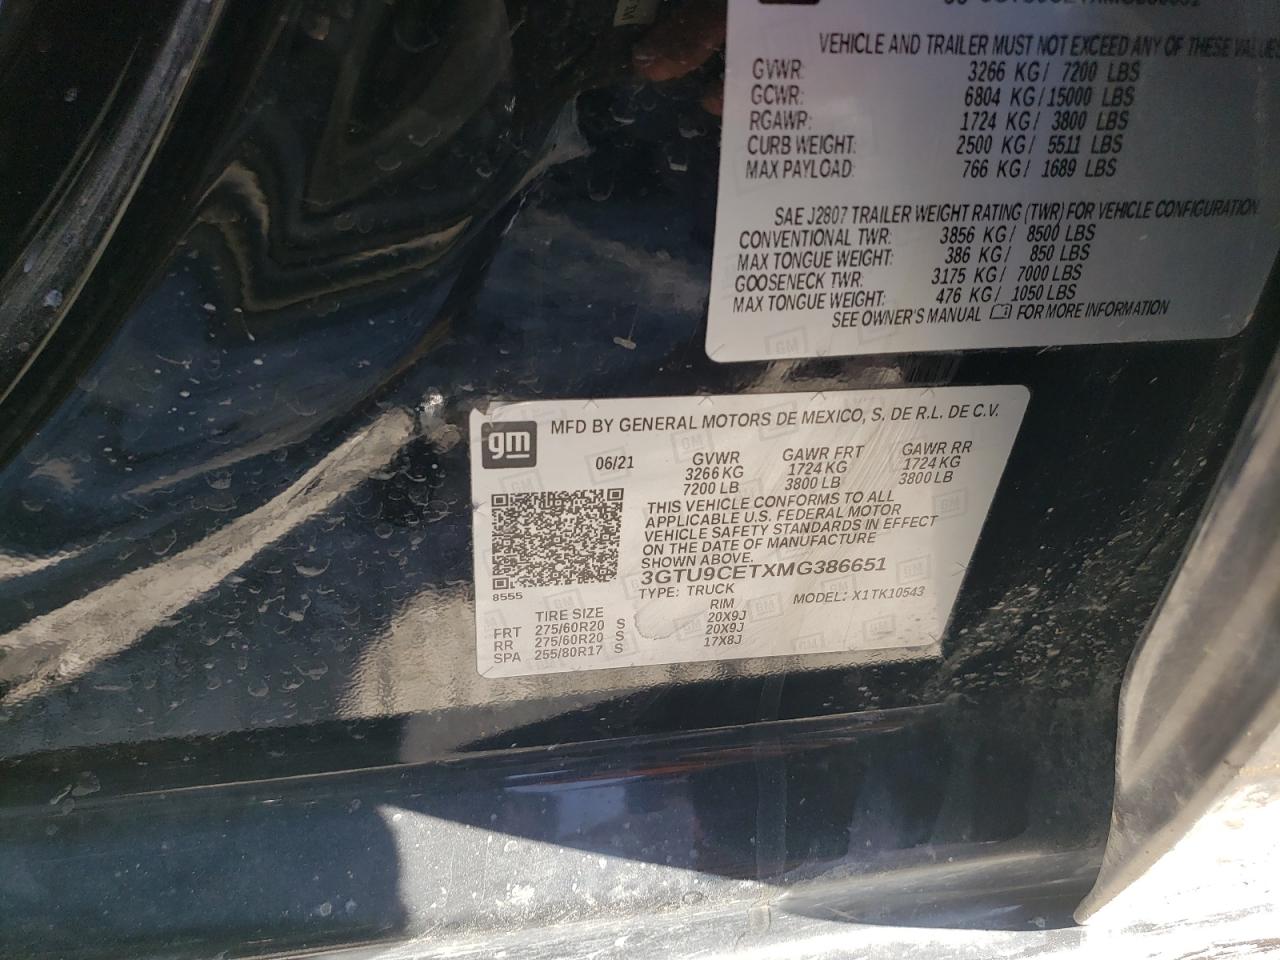 VEHICLE AND TRAILER MUST NOT EXCEED ANY OF THESE VALUES
GVWR: 3266 KG/ 7200 LBS
GCWR: 6804 KG/15000 LBS
RGAWR: 1724 KG/ 3800 LBS
CURB WEIGHT: 2500 KG/ 5511 LBS
MAX PAYLOAD: 766 KG/ 1689 LBS
SAE J2807 TRAILER WEIGHT RATING (TWR) FOR VEHICLE CONFIGURATION
CONVENTIONAL TWR: 3856 KG/ 8500 LBS
MAX TONGUE WEIGHT: 386 KG/ 850 LBS
GOOSENECK TWR: 3175 KG/ 7000 LBS
MAX TONGUE WEIGHT: 476 KG/ 1050 LBS
SEE OWNER'S MANUAL FOR MORE INFORMATION
gm
MFD BY GENERAL MOTORS DE MEXICO, S. DE R.L. DE C.V.
06/21
GVWR GAWR FRT GAWR RR
3266 KG 1724 KG 1724 KG
7200 LB 3800 LB 3800 LB
THIS VEHICLE CONFORMS TO ALL
APPLICABLE U.S. FEDERAL MOTOR
VEHICLE SAFETY STANDARDS IN EFFECT
ON THE DATE OF MANUFACTURE
SHOWN ABOVE.
3GTU9CETXMG386651
8555
TYPE: TRUCK MODEL: X1TK10543
TIRE SIZE RIM
FRT 275/60R20 S 20X9J
RR 275/60R20 S 20X9J
SPA 255/80R17 S 17X8J